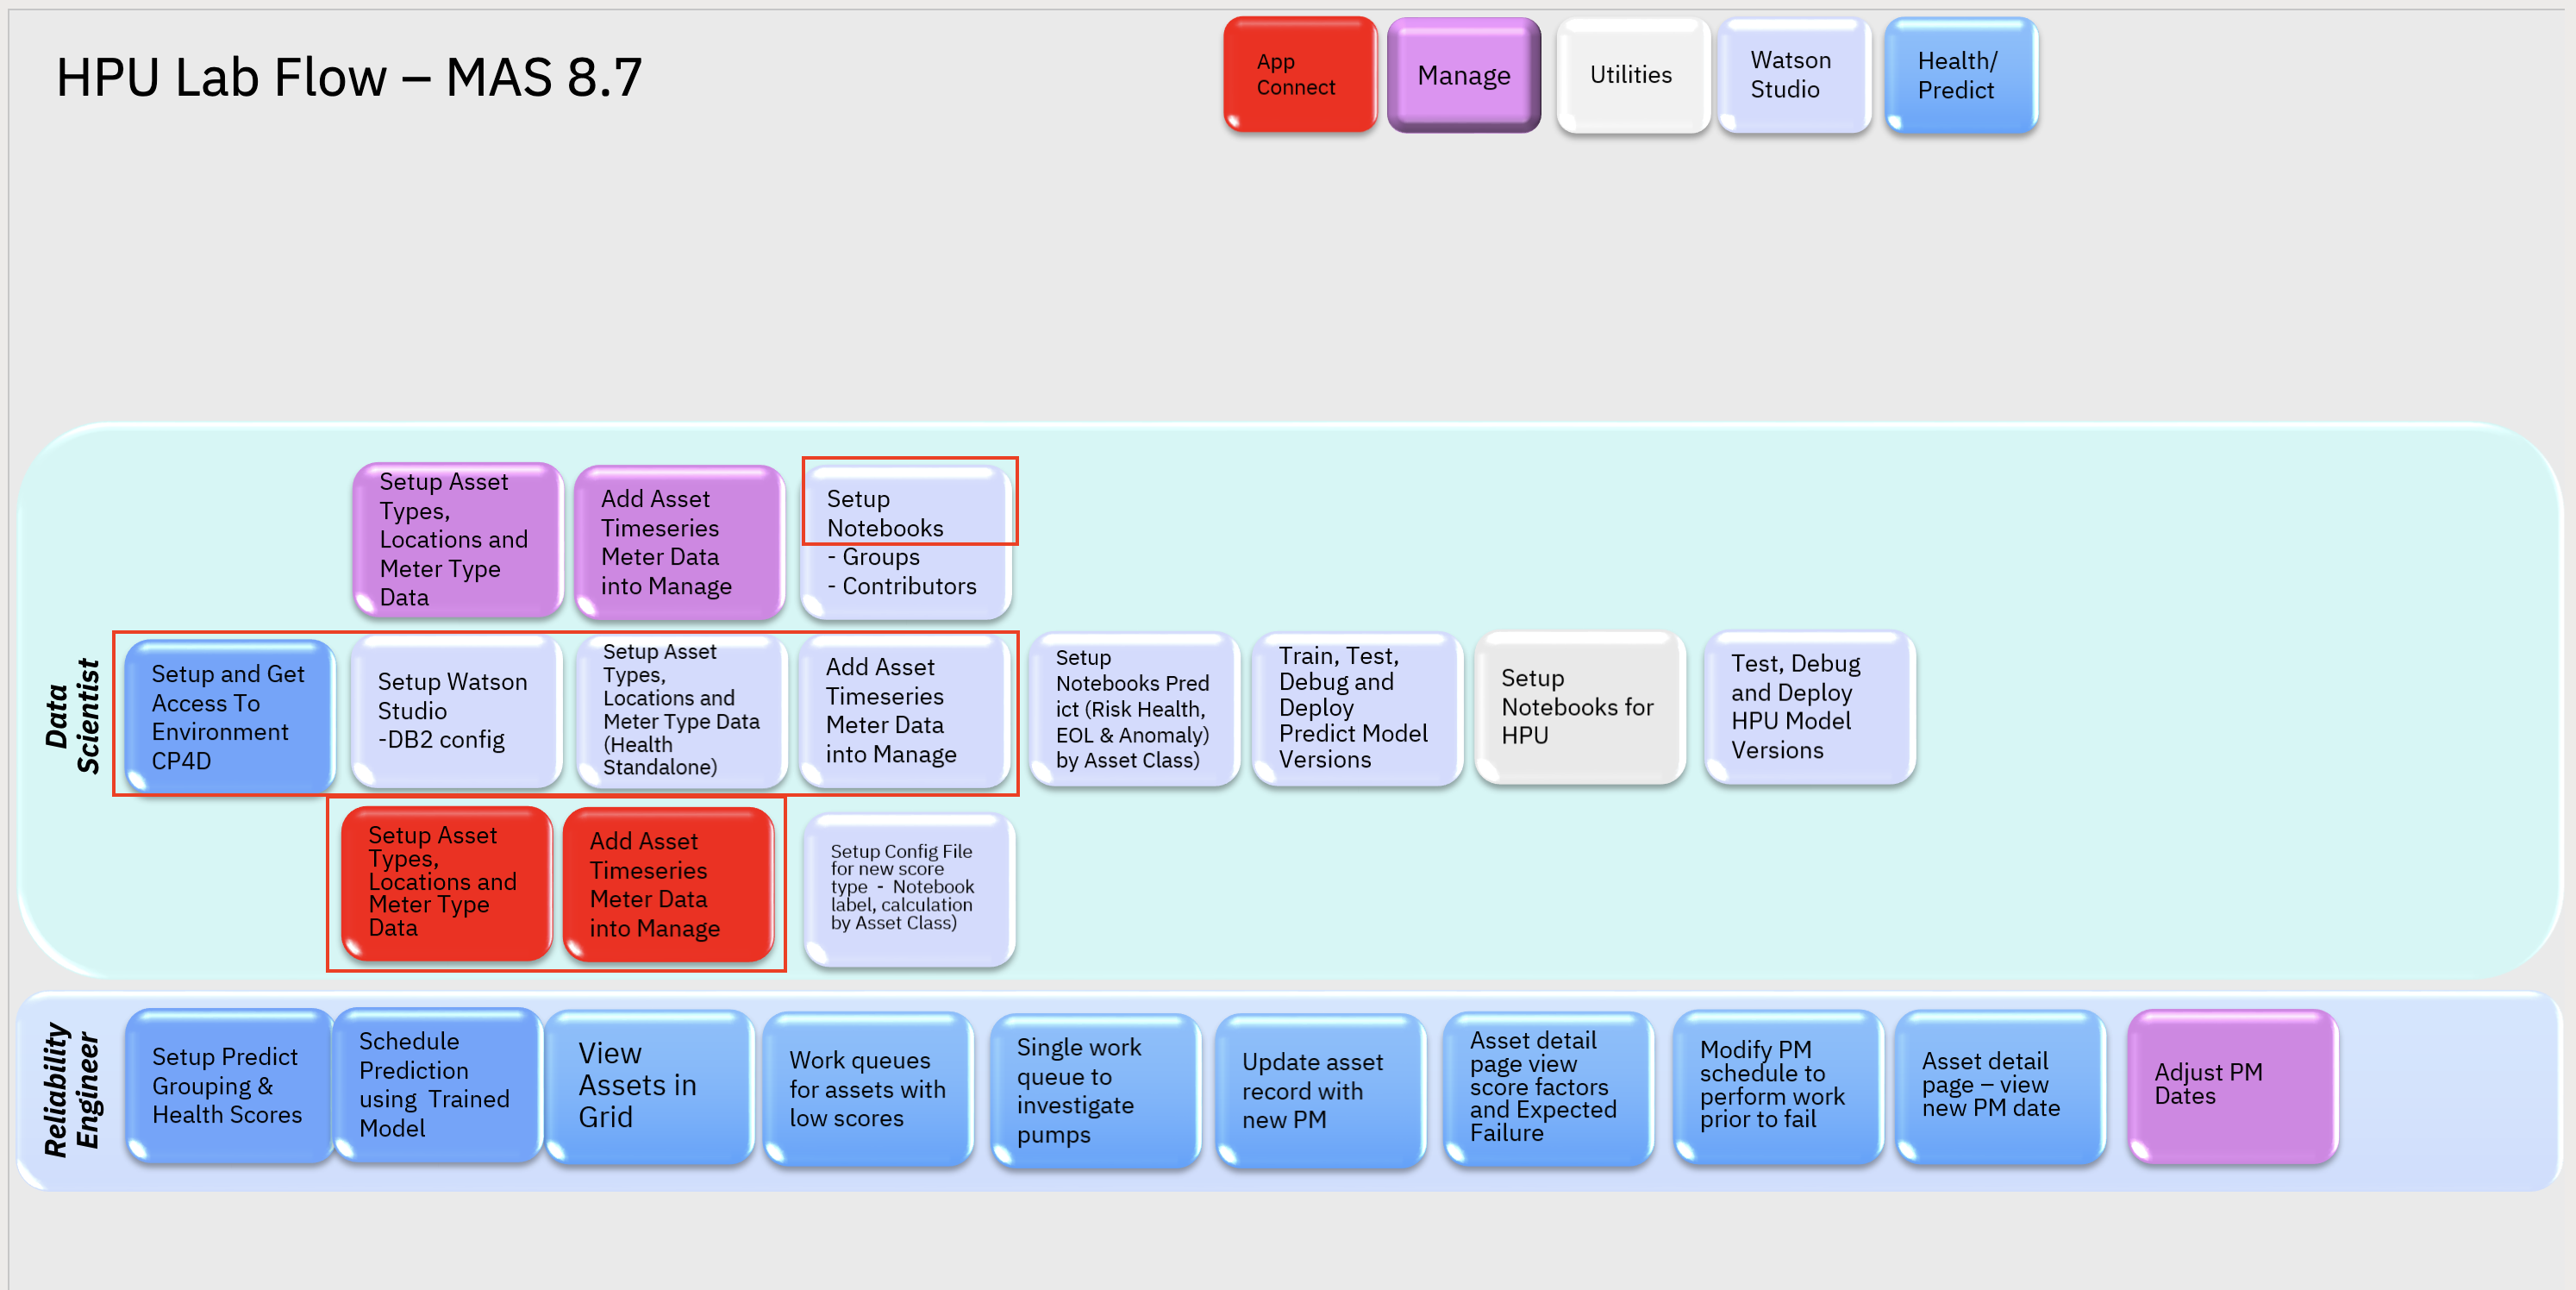 HPU Lab Flow – MAS 8.7
App
Connect
Manage
Utilities
Watson
Studio
Health/
Predict
Data
Scientist
Setup Asset
Types,
Locations and
Meter Type
Data
Add Asset
Timeseries
Meter Data
into Manage
Setup
Notebooks
- Groups
- Contributors
Setup and Get
Access To
Environment
CP4D
Setup Watson
Studio
-DB2 config
Setup Asset
Types,
Locations and
Meter Type Data
(Health
Standalone)
Add Asset
Timeseries
Meter Data
into Manage
Setup
Notebooks Pred
ict (Risk Health,
EOL & Anomaly)
by Asset Class)
Train, Test,
Debug and
Deploy
Predict Model
Versions
Setup
Notebooks for
HPU
Test, Debug
and Deploy
HPU Model
Versions
Setup Asset
Types,
Locations and
Meter Type
Data
Add Asset
Timeseries
Meter Data
into Manage
Setup Config File
for new score
type - Notebook
label, calculation
by Asset Class)
Reliability
Engineer
Setup Predict
Grouping &
Health Scores
Schedule
Prediction
using Trained
Model
View
Assets in
Grid
Work queues
for assets with
low scores
Single work
queue to
investigate
pumps
Update asset
record with
new PM
Asset detail
page view
score factors
and Expected
Failure
Modify PM
schedule to
perform work
prior to fail
Asset detail
page – view
new PM date
Adjust PM
Dates